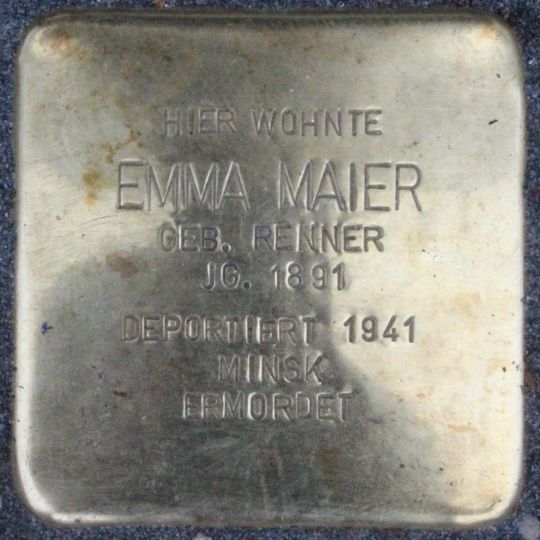 HIER WOHNTE
EMMA MAIER
GEB. RENNER
JG. 1891
DEPORTIERT 1941
MINSK
ERMORDET